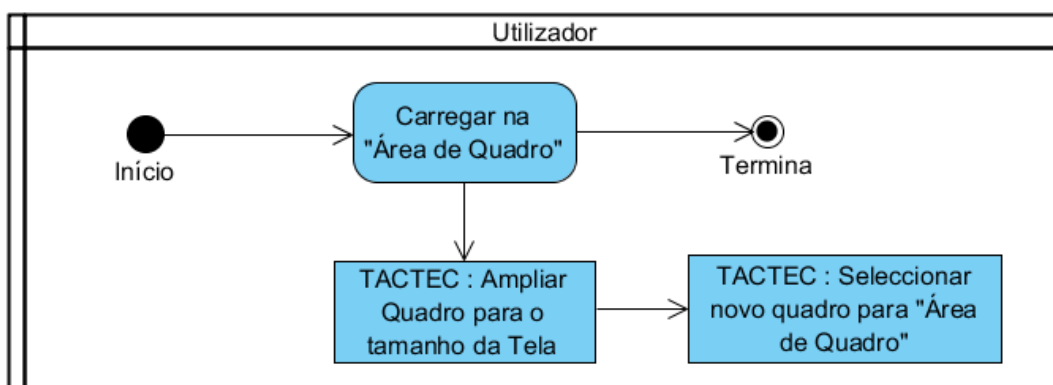 Utilizador
Carregar na
"Área de Quadro"
Início
Termina
TACTEC : Ampliar
Quadro para o
tamanho da Tela
TACTEC : Seleccionar
novo quadro para "Área
de Quadro"